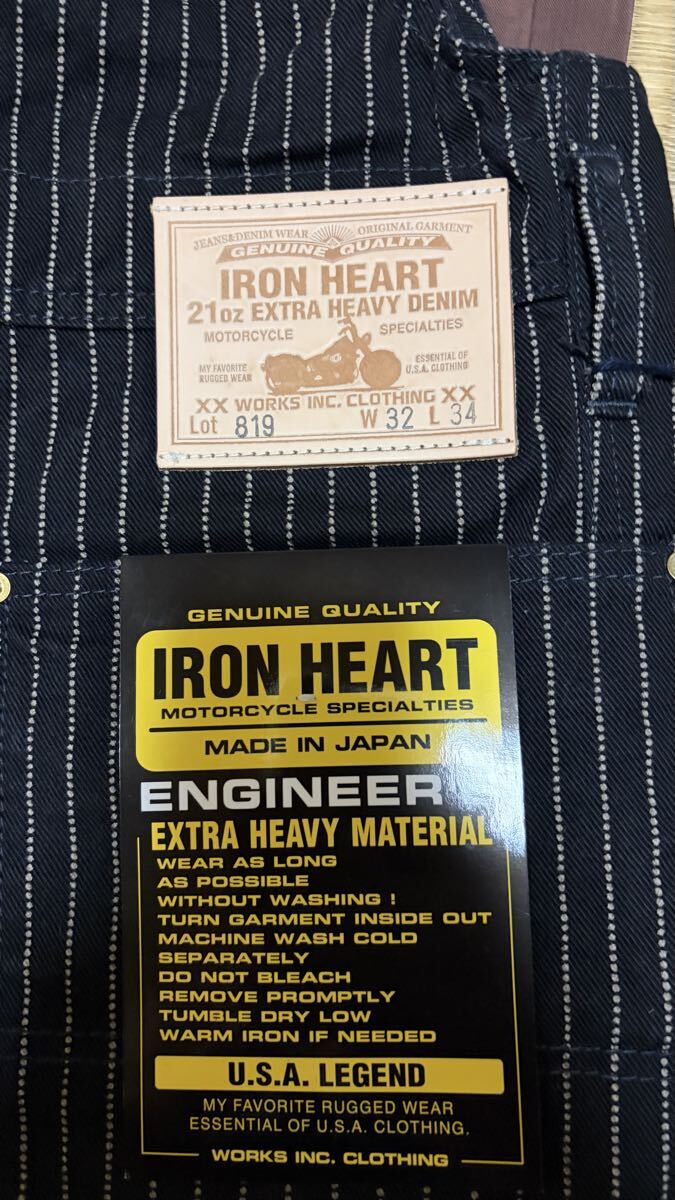 JEANS&DENIM WEAR ORIGINAL GARMENT
GENUINE QUALITY
IRON HEART
21oz EXTRA HEAVY DENIM
MOTORCYCLE SPECIALTIES
MY FAVORITE
RUGGED WEAR
ESSENTIAL OF
U.S.A. CLOTHING
XX WORKS INC. CLOTHING XX
Lot 819 W 32 L 34
GENUINE QUALITY
IRON HEART
MOTORCYCLE SPECIALTIES
MADE IN JAPAN
ENGINEER
EXTRA HEAVY MATERIAL
WEAR AS LONG
AS POSSIBLE
WITHOUT WASHING !
TURN GARMENT INSIDE OUT
MACHINE WASH COLD
SEPARATELY
DO NOT BLEACH
REMOVE PROMPTLY
TUMBLE DRY LOW
WARM IRON IF NEEDED
U.S.A. LEGEND
MY FAVORITE RUGGED WEAR
ESSENTIAL OF U.S.A. CLOTHING.
WORKS INC. CLOTHING